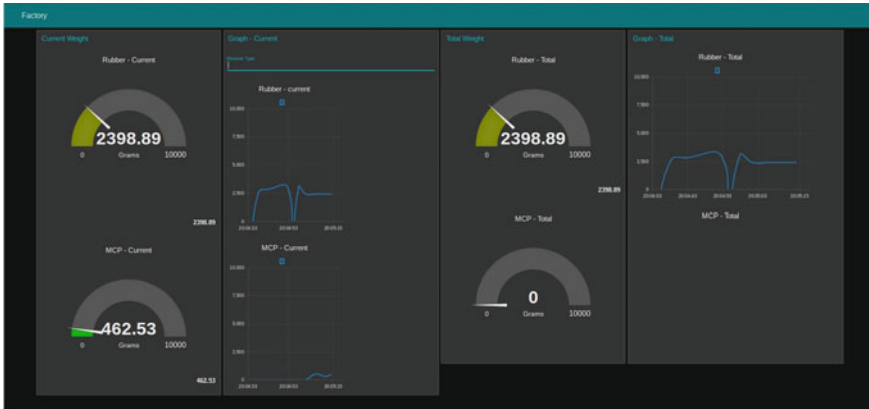 Factory
Current Weight
Rubber - Current
2398.89
0 Grams 10000
2398.89
MCP - Current
462.53
0 Grams 10000
462.53
Graph - Current
Rubber - current
10,000
7,500
5,000
2,500
0
MCP - Current
10,000
7,500
5,000
2,500
0
Total Weight
Rubber - Total
2398.89
0 Grams 10000
2398.89
MCP - Total
0
0 Grams 10000
Graph - Total
Rubber - Total
10,000
7,500
5,000
2,500
0
MCP - Total